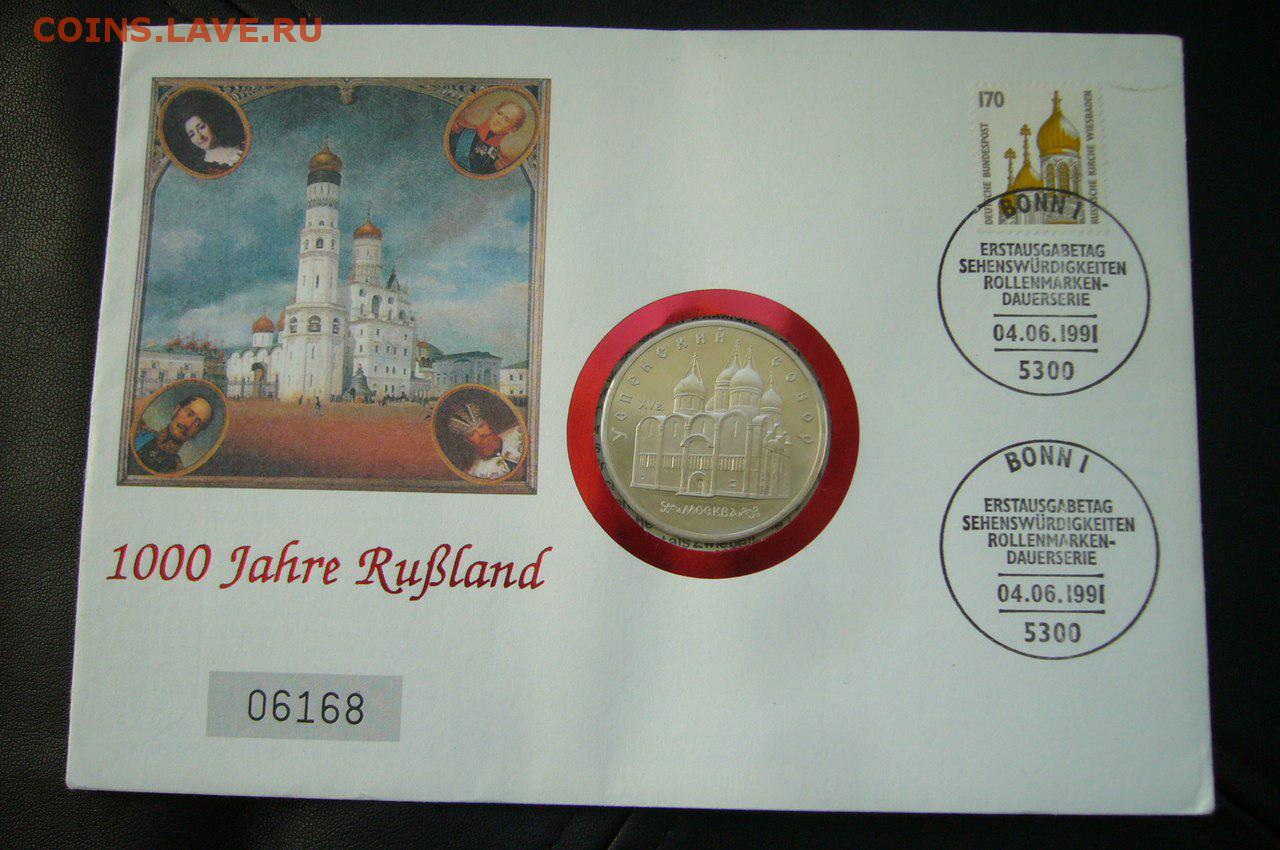 COINS.LAVE.RU
170
DEUTSCHE BUNDESPOST
RUSSISCHE KIRCHE WIESBADEN
BONN 1
ERSTAUSGABETAG
SEHENSWÜRDIGKEITEN
ROLLENMARKEN-
DAUERSERIE
04.06.1991
5300
УСПЕНСКИЙ СОБОР
XVв.
МОСКВА
BONN 1
ERSTAUSGABETAG
SEHENSWÜRDIGKEITEN
ROLLENMARKEN-
DAUERSERIE
04.06.1991
5300
1000 Jahre Rußland
06168